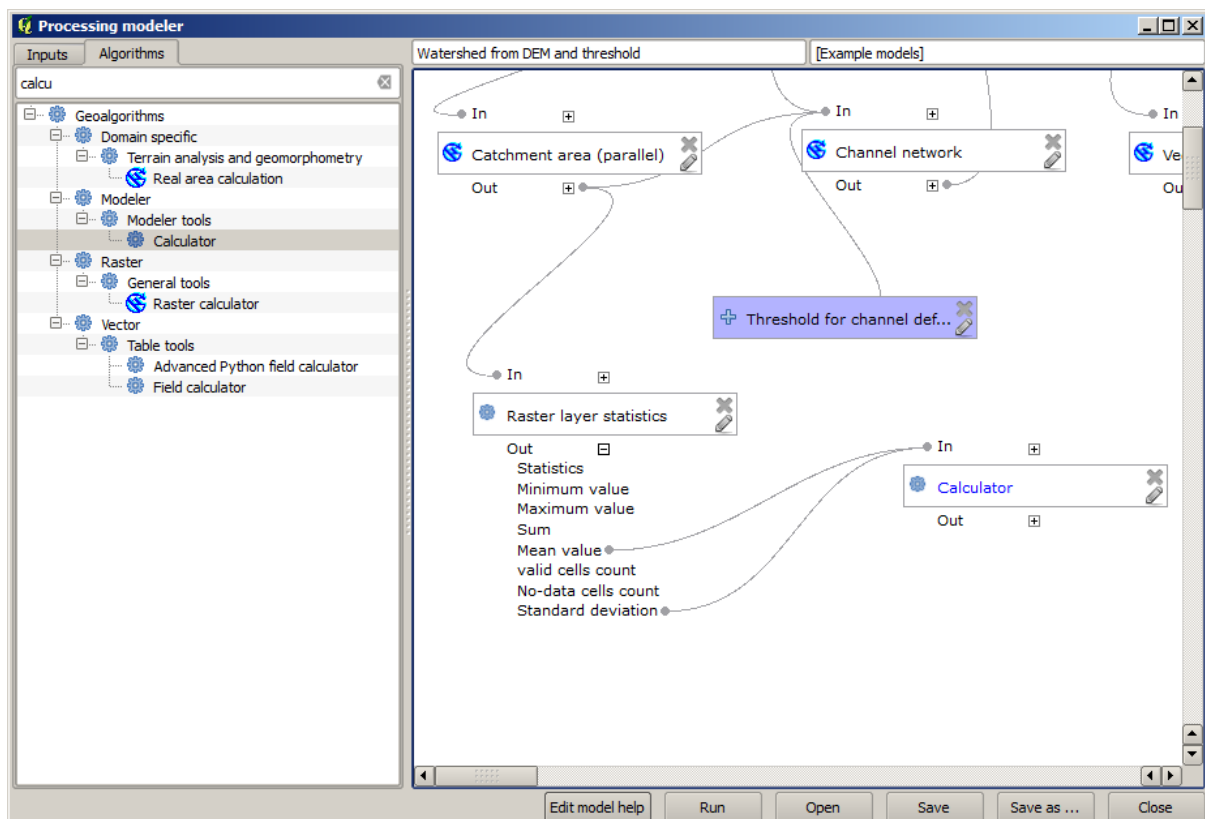 Processing modeler
Inputs
Algorithms
Watershed from DEM and threshold
[Example models]
calcu
Geoalgorithms
Domain specific
Terrain analysis and geomorphometry
Real area calculation
Modeler
Modeler tools
Calculator
Raster
General tools
Raster calculator
Vector
Table tools
Advanced Python field calculator
Field calculator
In
Catchment area (parallel)
Out
In
Channel network
Out
In
Ve
Ou
Threshold for channel def...
In
Raster layer statistics
Out
Statistics
Minimum value
Maximum value
Sum
Mean value
valid cells count
No-data cells count
Standard deviation
In
Calculator
Out
Edit model help
Run
Open
Save
Save as ...
Close